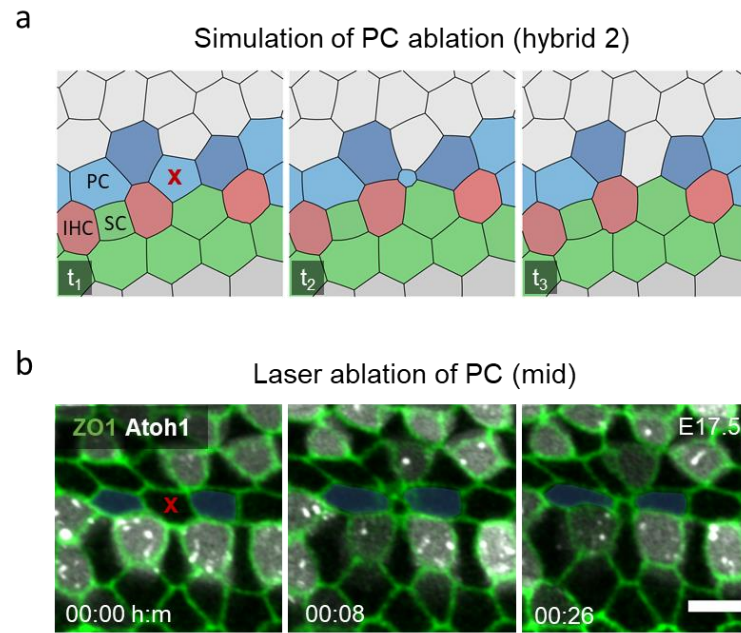 a
Simulation of PC ablation (hybrid 2)
PC
X
IHC
SC
t₁
t₂
t₃
b
Laser ablation of PC (mid)
ZO1 Atoh1
E17.5
X
00:00 h:m
00:08
00:26